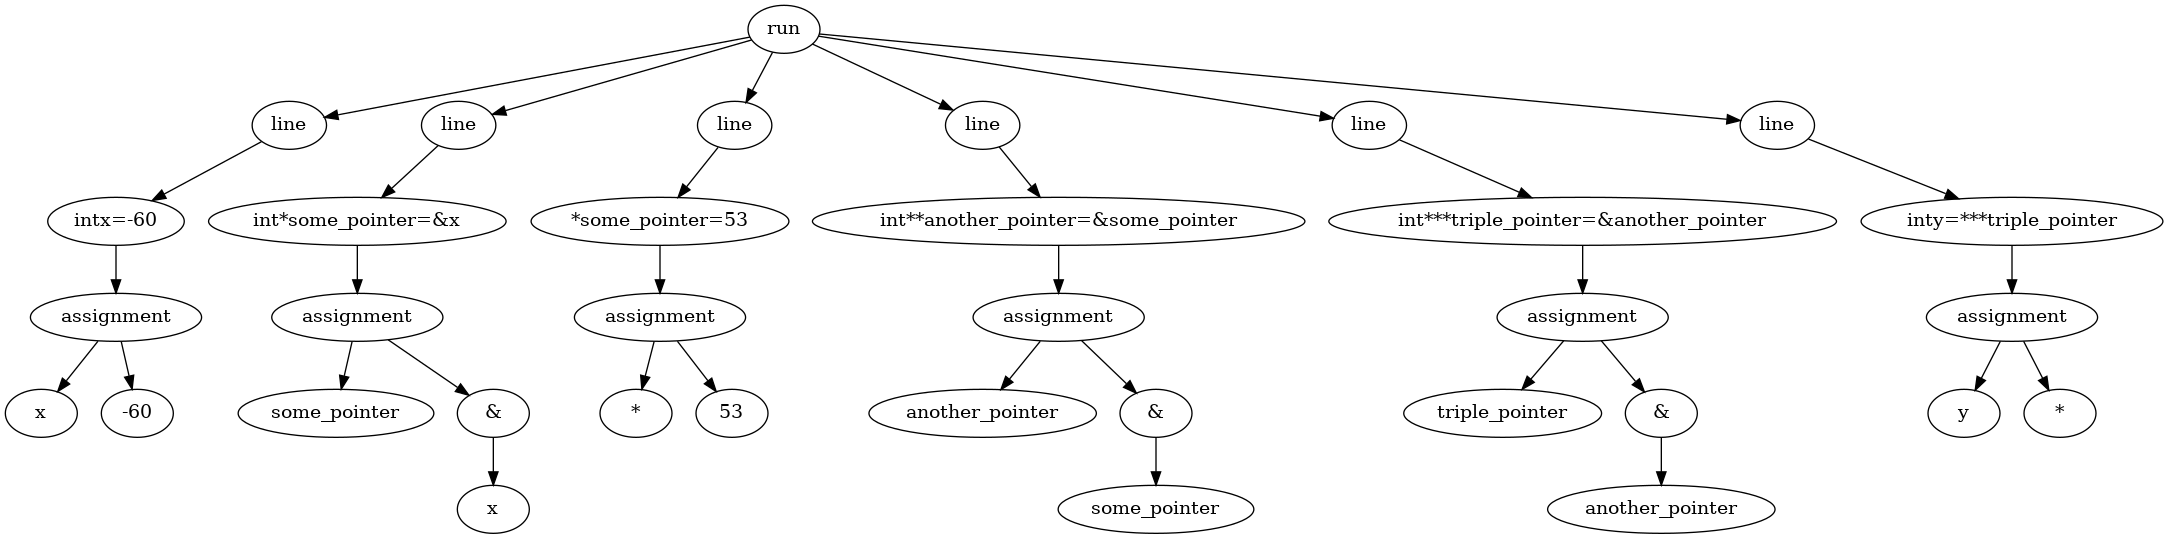 run
line line line line line line
intx=-60 int*some_pointer=&x *some_pointer=53 int**another_pointer=&some_pointer int***triple_pointer=&another_pointer inty=***triple_pointer
assignment assignment assignment assignment assignment assignment
x -60 some_pointer & * 53 another_pointer & triple_pointer & y *
x some_pointer another_pointer